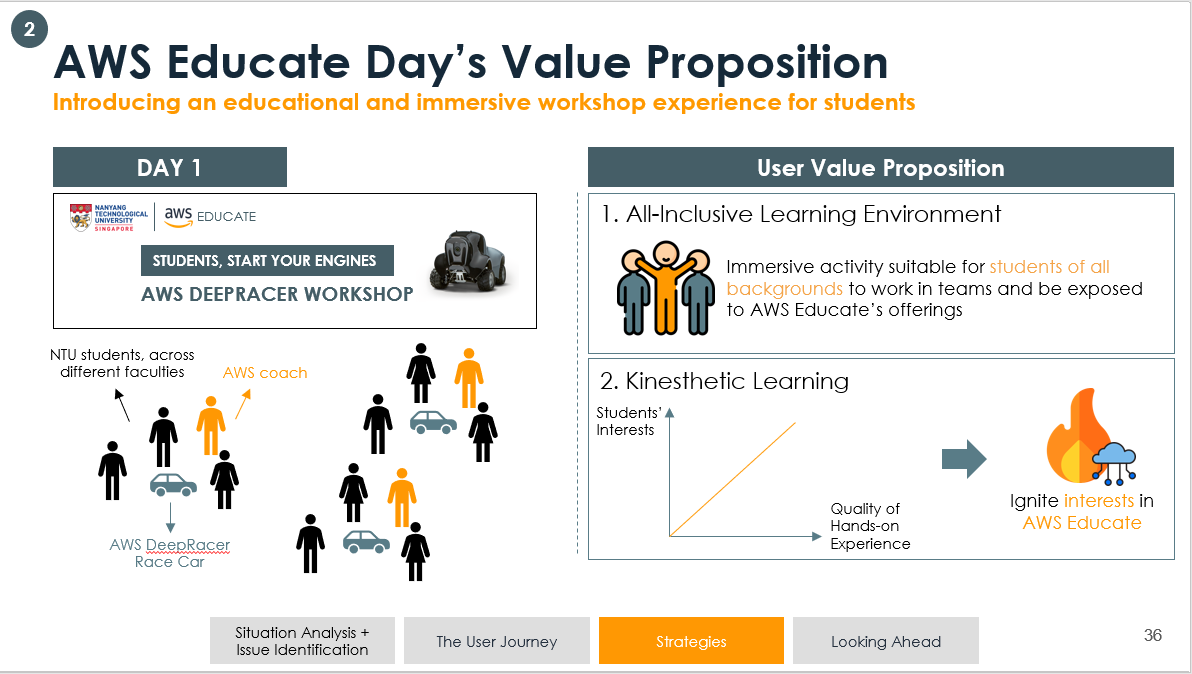 2
AWS Educate Day’s Value Proposition
Introducing an educational and immersive workshop experience for students
DAY 1
NANYANG
TECHNOLOGICAL
UNIVERSITY
SINGAPORE
aws EDUCATE
STUDENTS, START YOUR ENGINES
AWS DEEPRACER WORKSHOP
NTU students, across
different faculties
AWS coach
AWS DeepRacer
Race Car
User Value Proposition
1. All-Inclusive Learning Environment
Immersive activity suitable for students of all
backgrounds to work in teams and be exposed
to AWS Educate’s offerings
2. Kinesthetic Learning
Students’
Interests
Quality of
Hands-on
Experience
Ignite interests in
AWS Educate
Situation Analysis +
Issue Identification
The User Journey
Strategies
Looking Ahead
36